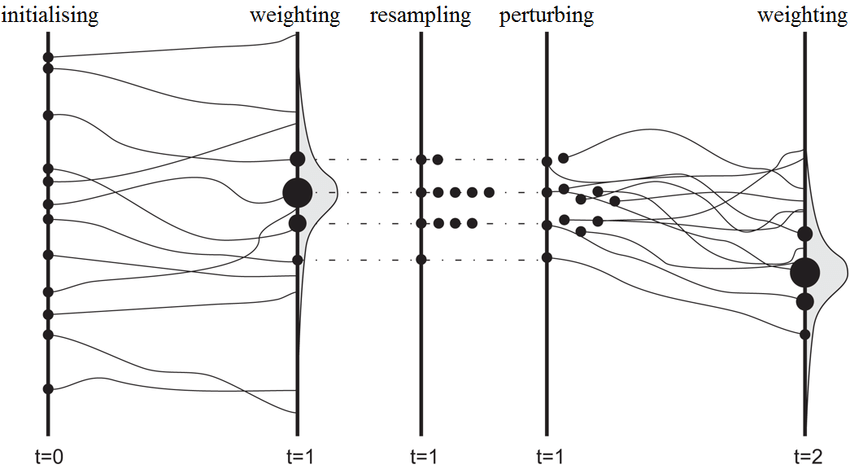 initialising weighting resampling perturbing weighting
t=0 t=1 t=1 t=1 t=2